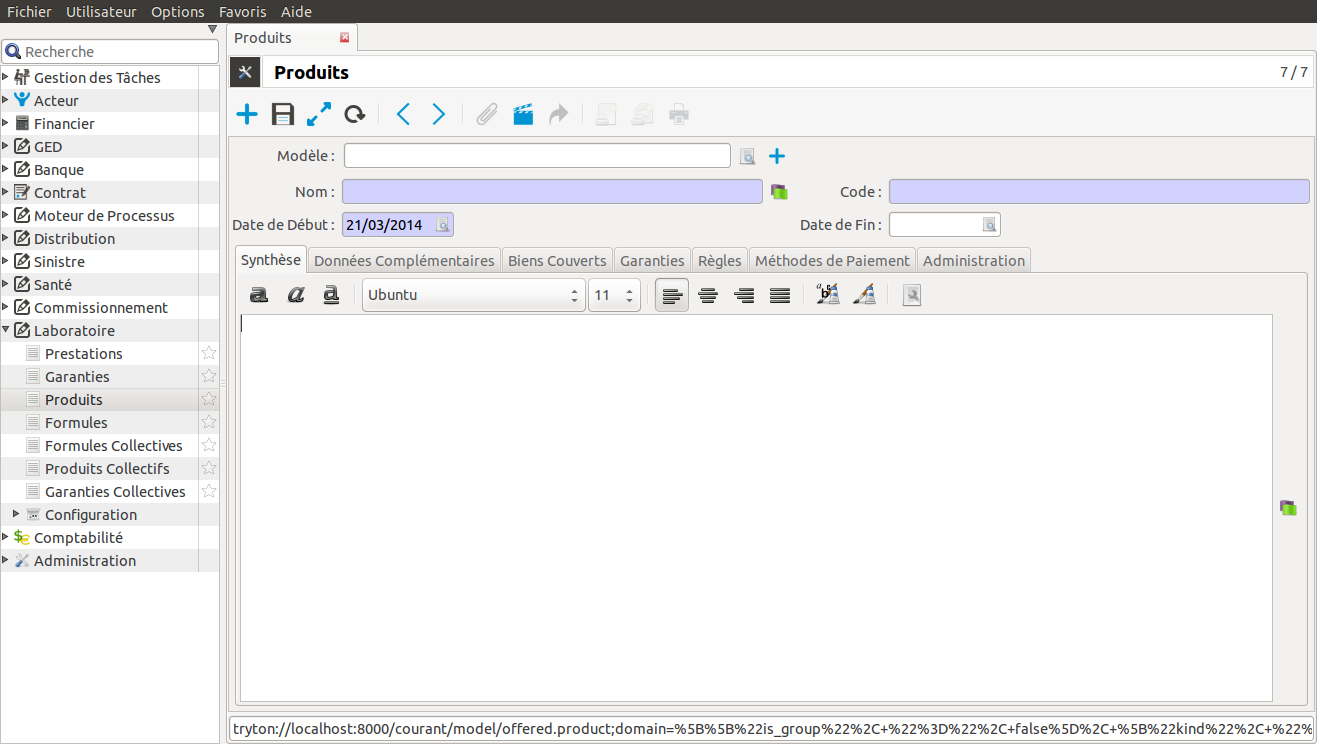 Fichier Utilisateur Options Favoris Aide
Recherche
Gestion des Tâches
Acteur
Financier
GED
Banque
Contrat
Moteur de Processus
Distribution
Sinistre
Santé
Commissionnement
Laboratoire
Prestations
Garanties
Produits
Formules
Formules Collectives
Produits Collectifs
Garanties Collectives
Configuration
Comptabilité
Administration
Produits
Produits 7 / 7
Modèle :
Nom : Code :
Date de Début : 21/03/2014 Date de Fin :
Synthèse Données Complémentaires Biens Couverts Garanties Règles Méthodes de Paiement Administration
a a a Ubuntu 11
tryton://localhost:8000/courant/model/offered.product;domain=%5B%5B%22is_group%22%2C+%22%3D%22%2C+false%5D%2C+%5B%22kind%22%2C+%22%